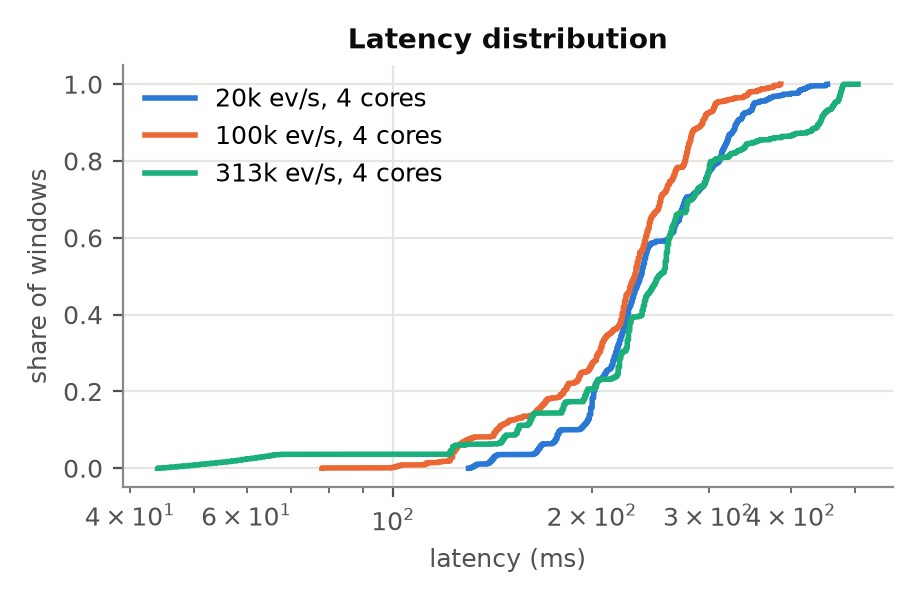 Latency distribution
1.0
0.8
0.6
0.4
0.2
0.0
share of windows
20k ev/s, 4 cores
100k ev/s, 4 cores
313k ev/s, 4 cores
4 × 10¹ 6 × 10¹ 10² 2 × 10² 3 × 10² 4 × 10²
latency (ms)